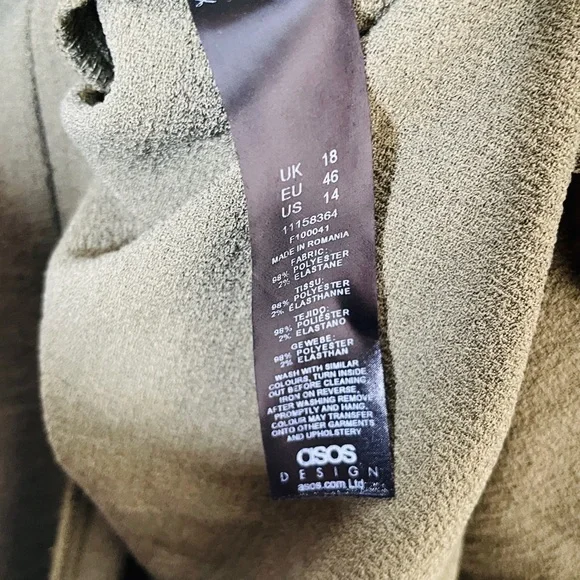 UK 18
EU 46
US 14
11158364
F100041
MADE IN ROMANIA
FABRIC:
98% POLYESTER
2% ELASTANE
TISSU:
98% POLYESTER
2% ELASTHANNE
TEJIDO:
98% POLIÉSTER
2% ELASTANO
GEWEBE:
98% POLYESTER
2% ELASTHAN
WASH WITH SIMILAR
COLOURS, TURN INSIDE
OUT BEFORE CLEANING,
IRON ON REVERSE,
AFTER WASHING REMOVE
PROMPTLY AND HANG,
COLOUR MAY TRANSFER
ONTO OTHER GARMENTS
AND UPHOLSTERY
asos
DESIGN
asos.com Ltd